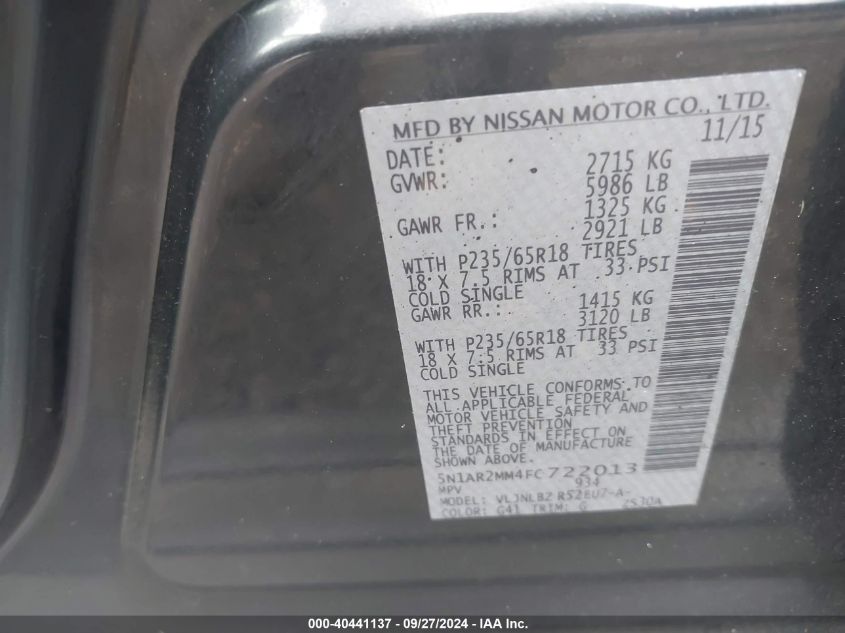 MFD BY NISSAN MOTOR CO., LTD.
DATE: 11/15
GVWR: 2715 KG
5986 LB
GAWR FR.: 1325 KG
2921 LB
WITH P235/65R18 TIRES
18 X 7.5 RIMS AT 33 PSI
COLD SINGLE
GAWR RR.: 1415 KG
3120 LB
WITH P235/65R18 TIRES
18 X 7.5 RIMS AT 33 PSI
COLD SINGLE
THIS VEHICLE CONFORMS TO
ALL APPLICABLE FEDERAL
MOTOR VEHICLE SAFETY AND
THEFT PREVENTION
STANDARDS IN EFFECT ON
THE DATE OF MANUFACTURE
SHOWN ABOVE.
5N1AR2MM4FC722013
MPV 934
MODEL:
COLOR: G41 TRIM: G
000-40441137 - 09/27/2024 - IAA Inc.